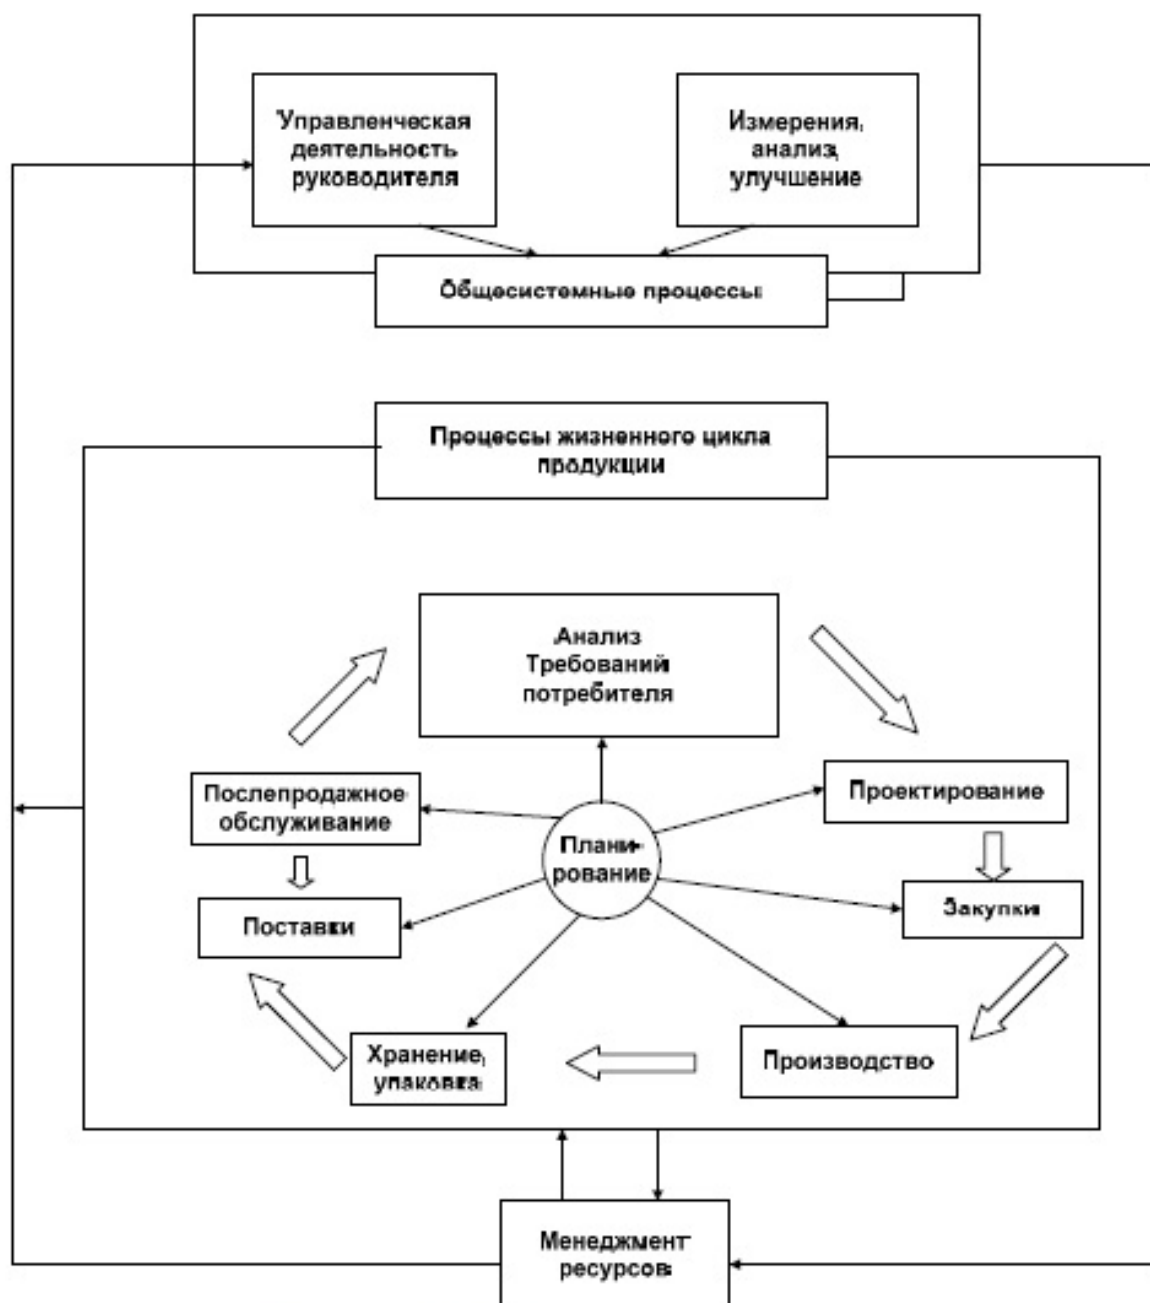 Управленческая
деятельность
руководителя
Измерения,
анализ,
улучшение
Общесистемные процессы
Процессы жизненного цикла
продукции
Анализ
Требований
потребителя
Послепродажное
обслуживание
Проектирование
Плани-
рование
Поставки
Закупки
Хранение,
упаковка
Производство
Менеджмент
ресурсов